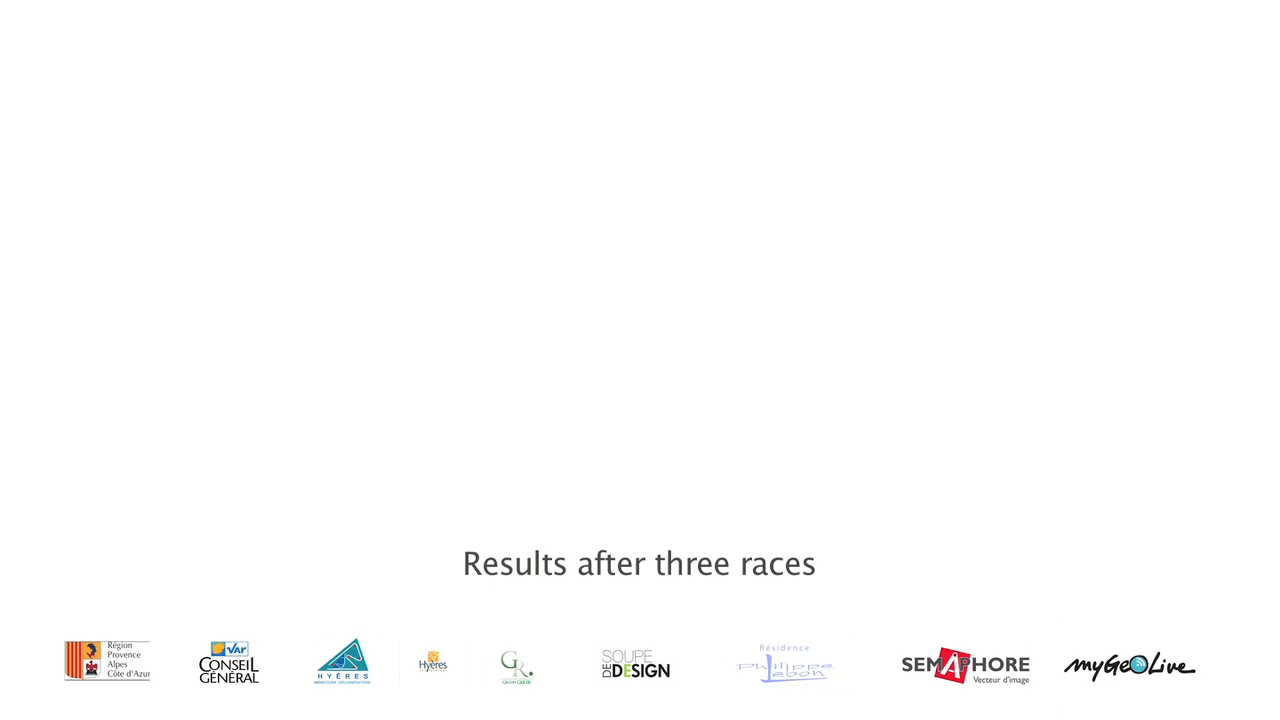 Results after three races
Région
Provence
Alpes
Côte d'Azur
VAR
CONSEIL
GÉNÉRAL
HYÈRES
Hyères
GR.
SOUPE
DE DESIGN
Résidence
Philippe
Lebon
SEMAPHORE
Vecteur d'image
myGeoLive